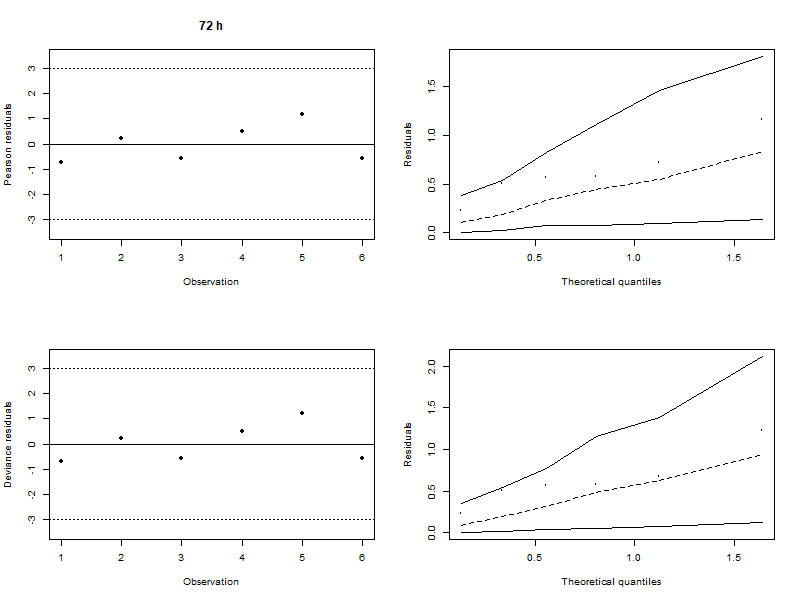 72 h
Pearson residuals
3
2
1
0
-1
-2
-3
1 2 3 4 5 6
Observation
Residuals
1.5
1.0
0.5
0.0
0.5 1.0 1.5
Theoretical quantiles
Deviance residuals
3
2
1
0
-1
-2
-3
1 2 3 4 5 6
Observation
Residuals
2.0
1.5
1.0
0.5
0.0
0.5 1.0 1.5
Theoretical quantiles